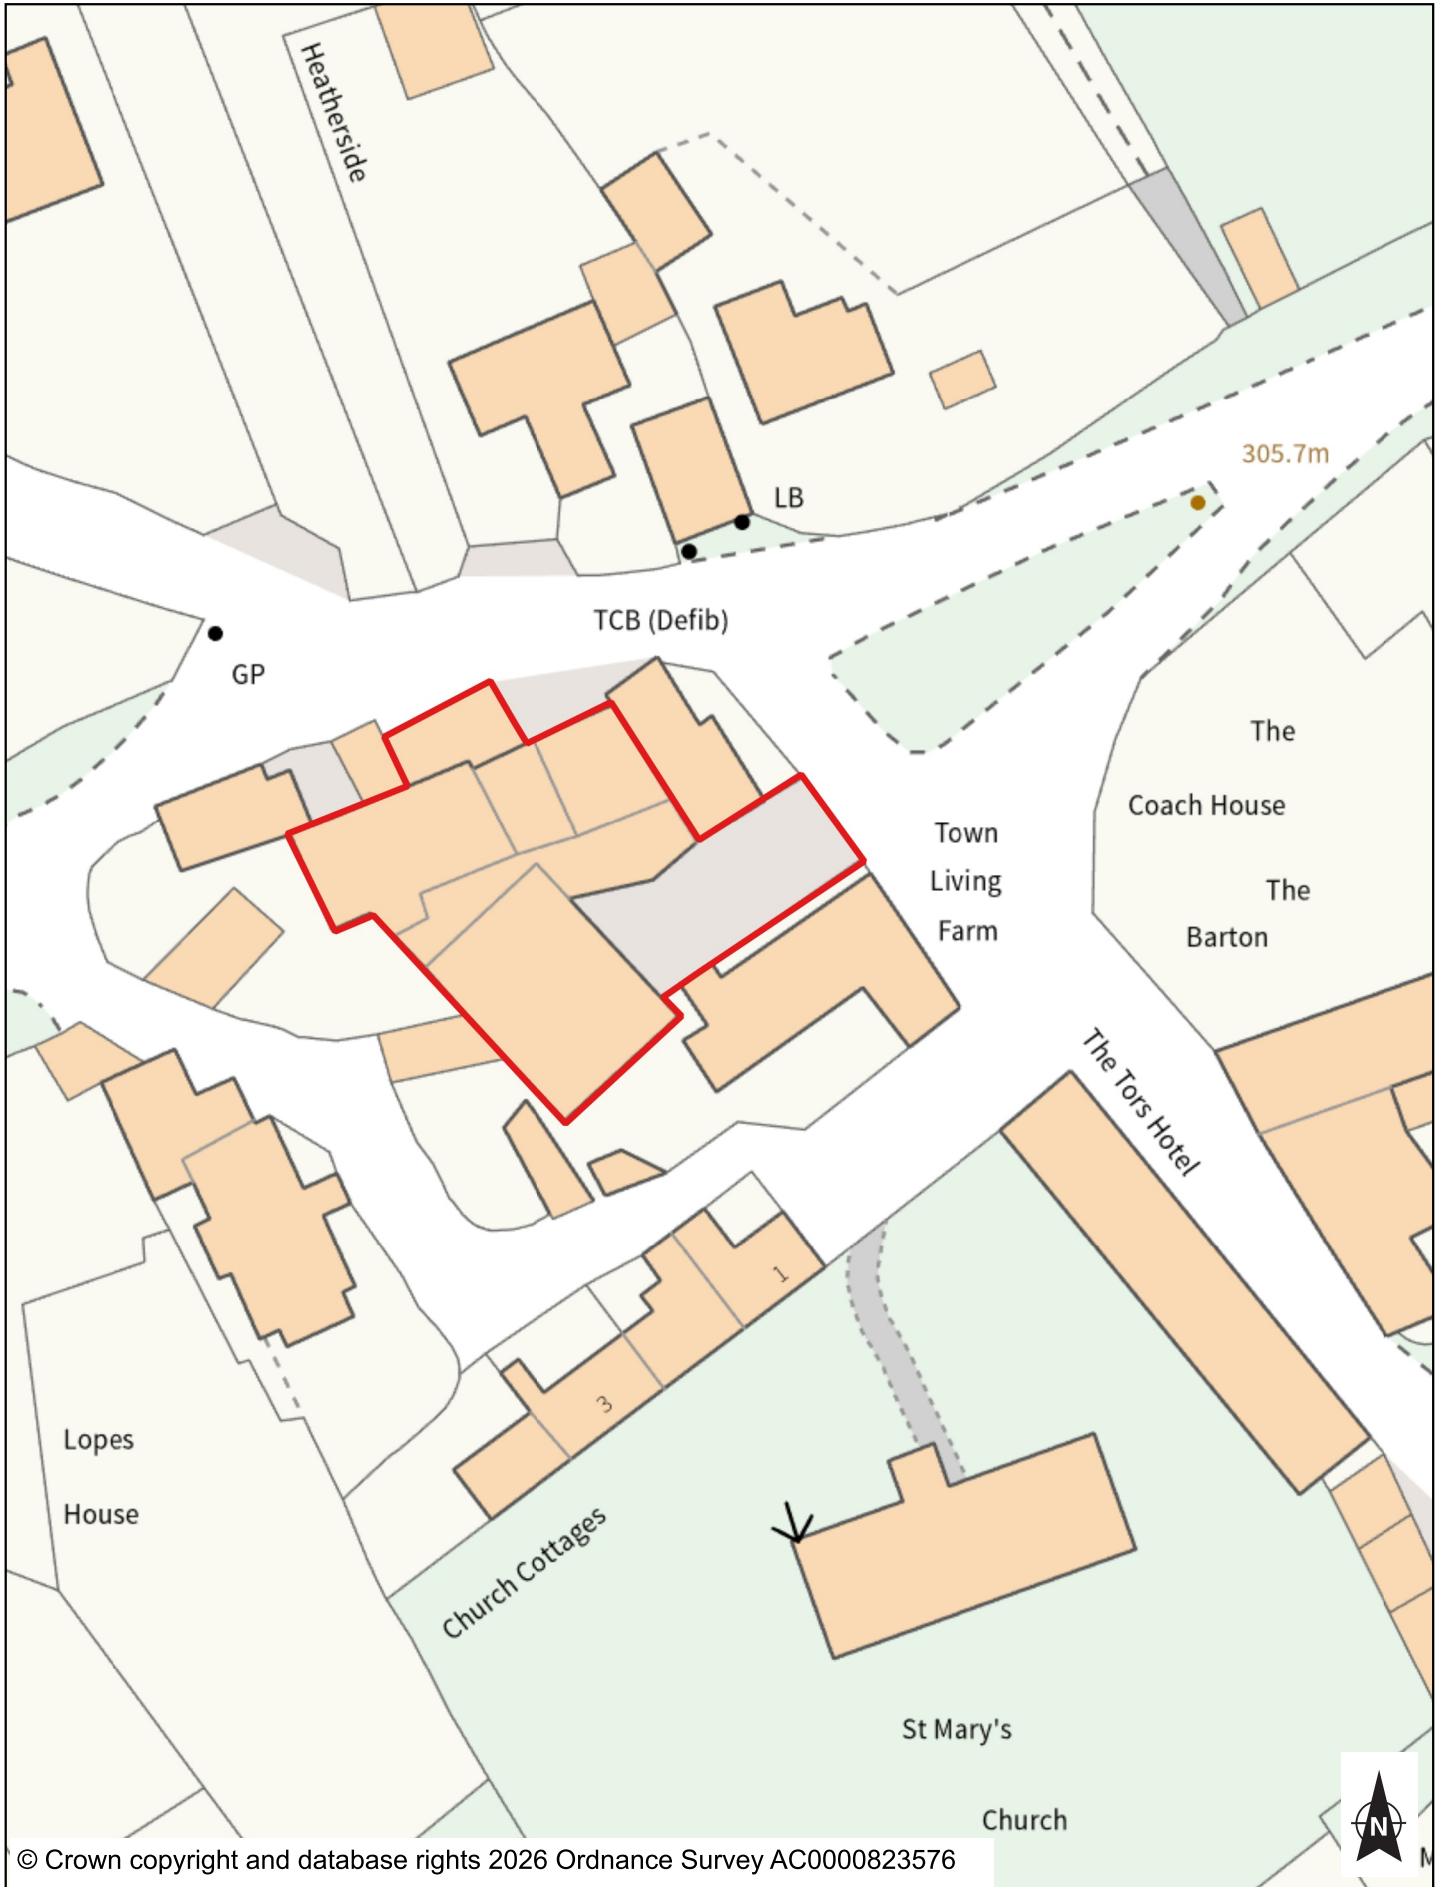 Heatherside
305.7m
LB
TCB (Defib)
GP
The
Coach House
Town
Living
Farm
The
Barton
The Tors Hotel
1
3
Lopes
House
Church Cottages
St Mary's
Church
N
© Crown copyright and database rights 2026 Ordnance Survey AC0000823576